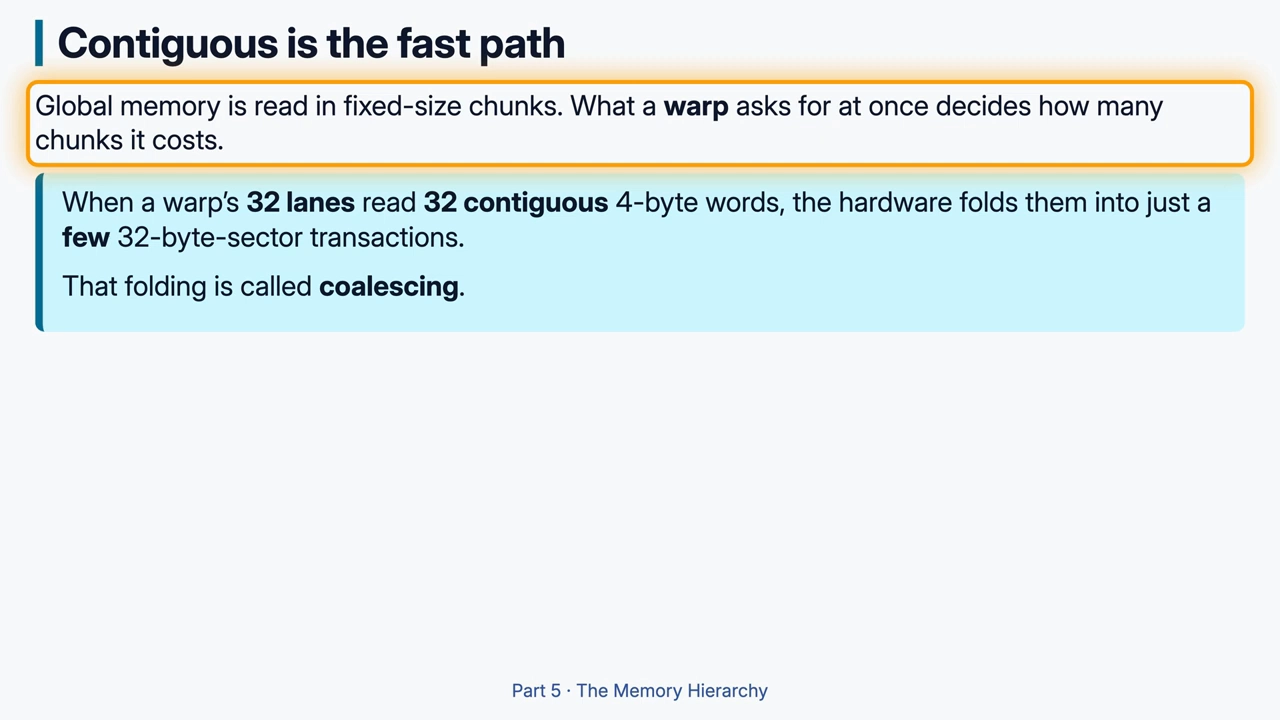 Contiguous is the fast path
Global memory is read in fixed-size chunks. What a warp asks for at once decides how many
chunks it costs.
When a warp’s 32 lanes read 32 contiguous 4-byte words, the hardware folds them into just a
few 32-byte-sector transactions.
That folding is called coalescing.
Part 5 · The Memory Hierarchy